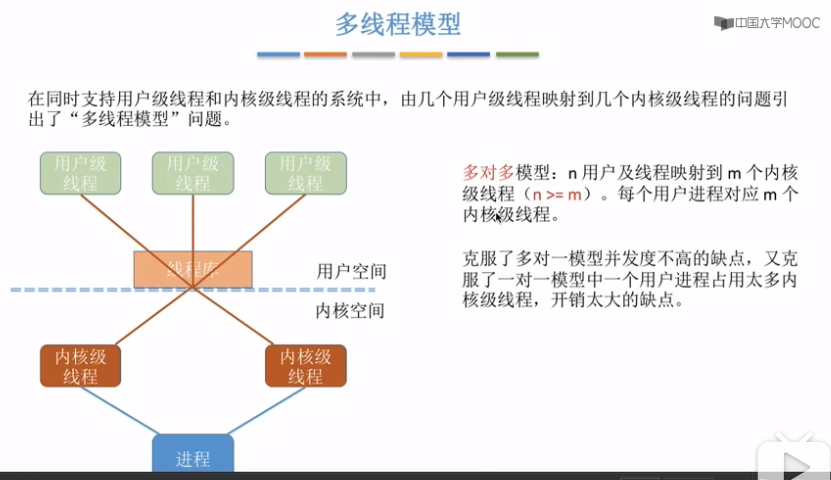 多线程模型
中国大学MOOC
在同时支持用户级线程和内核级线程的系统中，由几个用户级线程映射到几个内核级线程的问题引
出了“多线程模型”问题。
用户级
线程
用户级
线程
用户级
线程
多对多模型：n 用户及线程映射到 m 个内核
级线程（n >= m）。每个用户进程对应 m 个
内核级线程。
线程库
用户空间
克服了多对一模型并发度不高的缺点，又克
服了一对一模型中一个用户进程占用太多内
核级线程，开销太大的缺点。
内核空间
内核级
线程
内核级
线程
进程